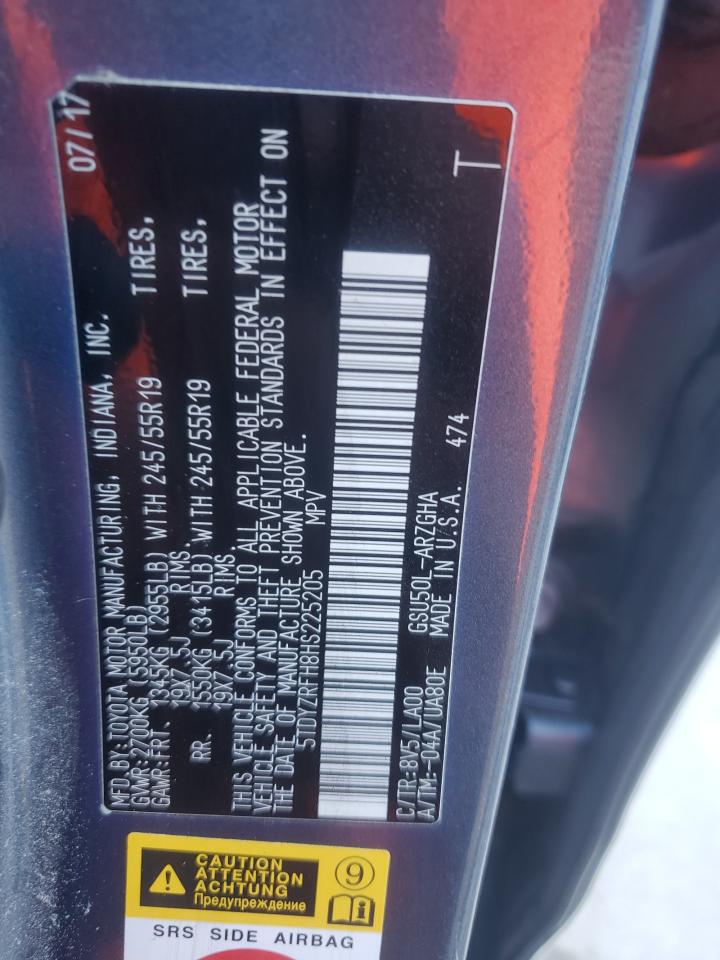 07/17
MFD.BY:TOYOTA MOTOR MANUFACTURING, INDIANA, INC.
GVWR:2700KG (5950LB)
GAWR:FRT. 1345KG (2955LB) WITH 245/55R19 TIRES,
19X7.5J RIMS,
RR. 1550KG (3415LB) WITH 245/55R19 TIRES,
19X7.5J RIMS.
THIS VEHICLE CONFORMS TO ALL APPLICABLE FEDERAL MOTOR
VEHICLE SAFETY AND THEFT PREVENTION STANDARDS IN EFFECT ON
THE DATE OF MANUFACTURE SHOWN ABOVE.
5TDYZRFH8HS225205 MPV
C/TR:8V5/LA00 GSU50L-ARZGHA
A/TM:-04A/UA80E MADE IN U.S.A. 474
T
CAUTION
ATTENTION
ACHTUNG
Предупреждение
9
i
SRS SIDE AIRBAG